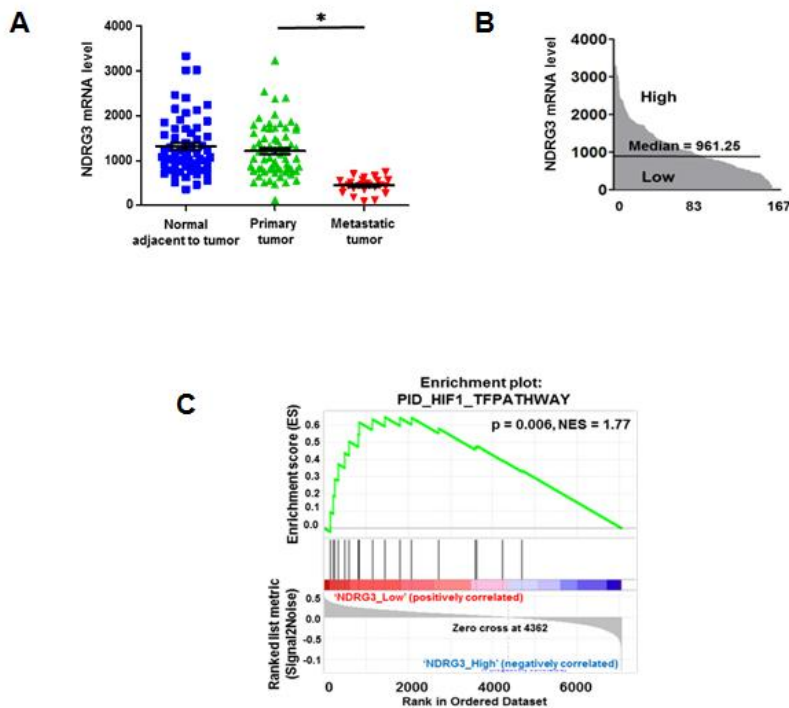 A
NDRG3 mRNA level
4000
3000
2000
1000
0
*
Normal
adjacent to tumor
Primary
tumor
Metastatic
tumor
B
NDRG3 mRNA level
4000
3000
2000
1000
0
High
Median = 961.25
Low
0 83 167
C
Enrichment plot:
PID_HIF1_TFPATHWAY
p = 0.006, NES = 1.77
Enrichment score (ES)
0.6
0.5
0.4
0.3
0.2
0.1
0.0
'NDRG3_Low' (positively correlated)
Ranked list metric
(Signal2Noise)
0.5
0.0
-0.5
-0.1
Zero cross at 4362
'NDRG3_High' (negatively correlated)
0 2000 4000 6000
Rank in Ordered Dataset